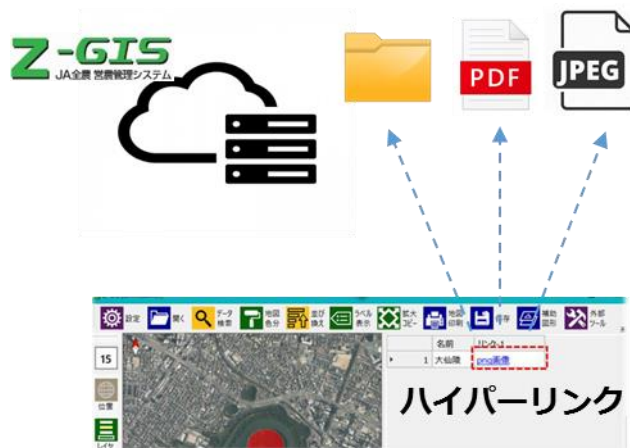 Z-GIS
JA全農 営農管理システム
PDF
JPEG
設定 開く データ検索 地図色分 並び換え ラベル表示 拡大コピー 地図印刷 保存 補助図形 外部ツール
15
名前 リンク-1
1 大仙陵 png画像
位置
レイヤ
ハイパーリンク